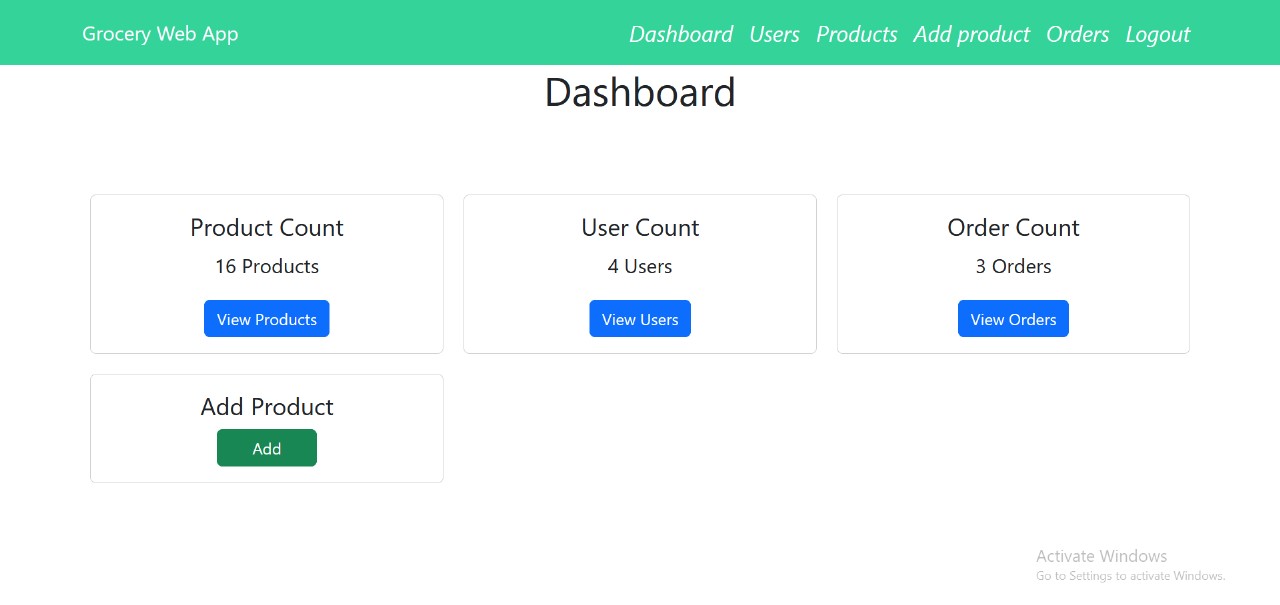 Grocery Web App
Dashboard Users Products Add product Orders Logout
Dashboard
Product Count
16 Products
View Products
User Count
4 Users
View Users
Order Count
3 Orders
View Orders
Add Product
Add
Activate Windows
Go to Settings to activate Windows.